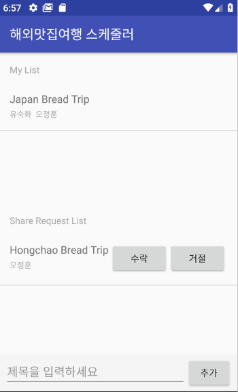 6:57
해외맛집여행 스케줄러
My List
Japan Bread Trip
유숙화 오정훈
Share Request List
Hongchao Bread Trip 수락 거절
오정훈
제목을 입력하세요 추가